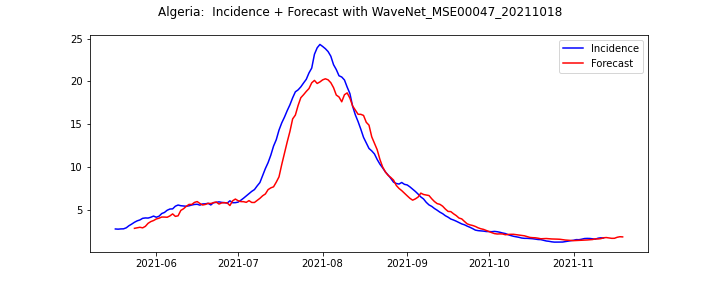 Algeria:  Incidence + Forecast with WaveNet_MSE00047_20211018
Incidence
Forecast
25
20
15
10
5
2021-06 2021-07 2021-08 2021-09 2021-10 2021-11